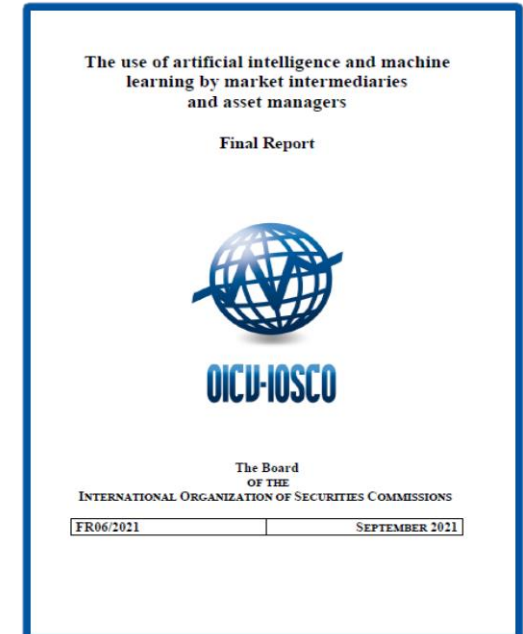 The use of artificial intelligence and machine
learning by market intermediaries
and asset managers
Final Report
OICU-IOSCO
The Board
OF THE
INTERNATIONAL ORGANIZATION OF SECURITIES COMMISSIONS
FR06/2021 SEPTEMBER 2021